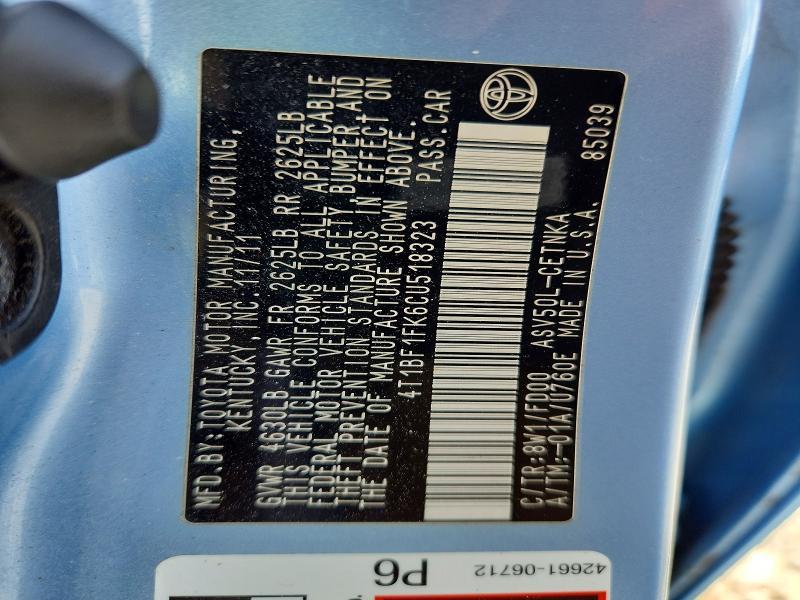 MFD.BY:TOYOTA MOTOR MANUFACTURING,
KENTUCKY, INC. 11/11
GVWR 4630LB GAWR FR 2625LB RR 2625LB
THIS VEHICLE CONFORMS TO ALL APPLICABLE
FEDERAL MOTOR VEHICLE SAFETY, BUMPER, AND
THEFT PREVENTION STANDARDS IN EFFECT ON
THE DATE OF MANUFACTURE SHOWN ABOVE.
4T1BF1FK6CU518323 PASS.CAR
C/TR:8W1/FD00 ASV50L-CETNKA
A/TM:-01A/U760E MADE IN U.S.A. 85039
P6
42661-06712